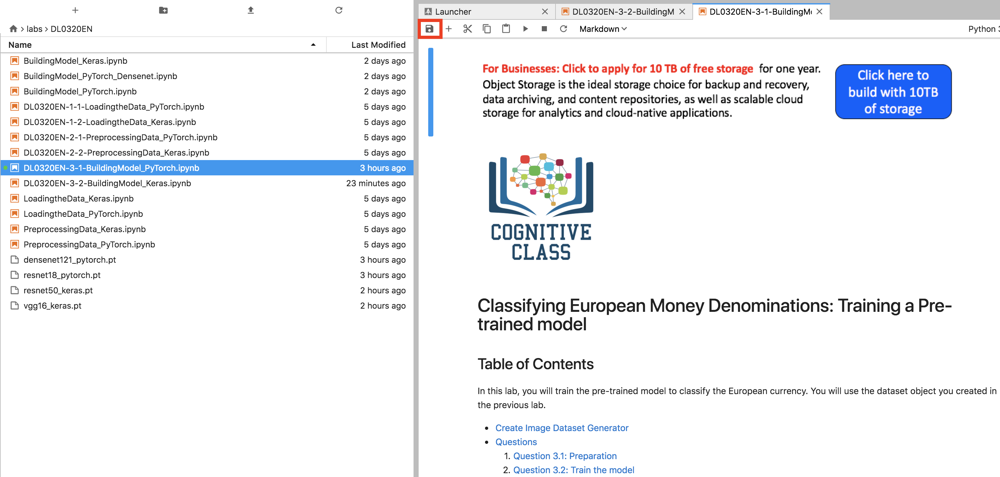 labs > DL0320EN
Name Last Modified
BuildingModel_Keras.ipynb 2 days ago
BuildingModel_PyTorch_Densenet.ipynb 2 days ago
BuildingModel_PyTorch.ipynb 2 days ago
DL0320EN-1-1-LoadingtheData_PyTorch.ipynb 5 days ago
DL0320EN-1-2-LoadingtheData_Keras.ipynb 5 days ago
DL0320EN-2-1-PreprocessingData_PyTorch.ipynb 5 days ago
DL0320EN-2-2-PreprocessingData_Keras.ipynb 5 days ago
DL0320EN-3-1-BuildingModel_PyTorch.ipynb 3 hours ago
DL0320EN-3-2-BuildingModel_Keras.ipynb 23 minutes ago
LoadingtheData_Keras.ipynb 5 days ago
LoadingtheData_PyTorch.ipynb 5 days ago
PreprocessingData_Keras.ipynb 5 days ago
PreprocessingData_PyTorch.ipynb 5 days ago
densenet121_pytorch.pt 3 hours ago
resnet18_pytorch.pt 3 hours ago
resnet50_keras.pt 2 hours ago
vgg16_keras.pt 2 hours ago
Launcher DL0320EN-3-2-BuildingM DL0320EN-3-1-BuildingM
Markdown Python 3
For Businesses: Click to apply for 10 TB of free storage for one year.
Object Storage is the ideal storage choice for backup and recovery,
data archiving, and content repositories, as well as scalable cloud
storage for analytics and cloud-native applications.
Click here to
build with 10TB
of storage
COGNITIVE
CLASS
Classifying European Money Denominations: Training a Pre-
trained model
Table of Contents
In this lab, you will train the pre-trained model to classify the European currency. You will use the dataset object you created in
the previous lab.
• Create Image Dataset Generator
• Questions
1. Question 3.1: Preparation
2. Question 3.2: Train the model